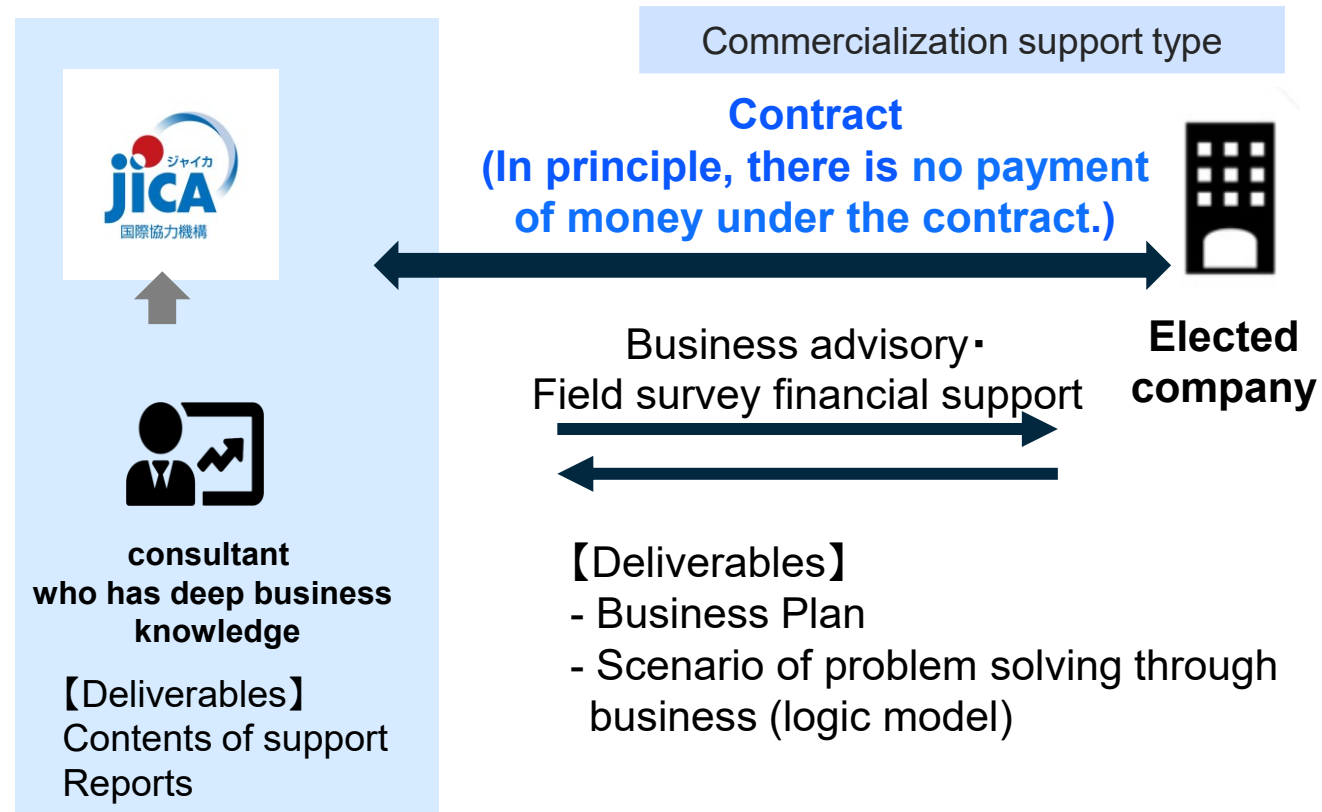 Commercialization support type
ジャイカ
JICA
国際協力機構
Contract
(In principle, there is no payment
of money under the contract.)
Business advisory・
Field survey financial support
Elected
company
consultant
who has deep business
knowledge
【Deliverables】
Contents of support
Reports
【Deliverables】
- Business Plan
- Scenario of problem solving through
business (logic model)